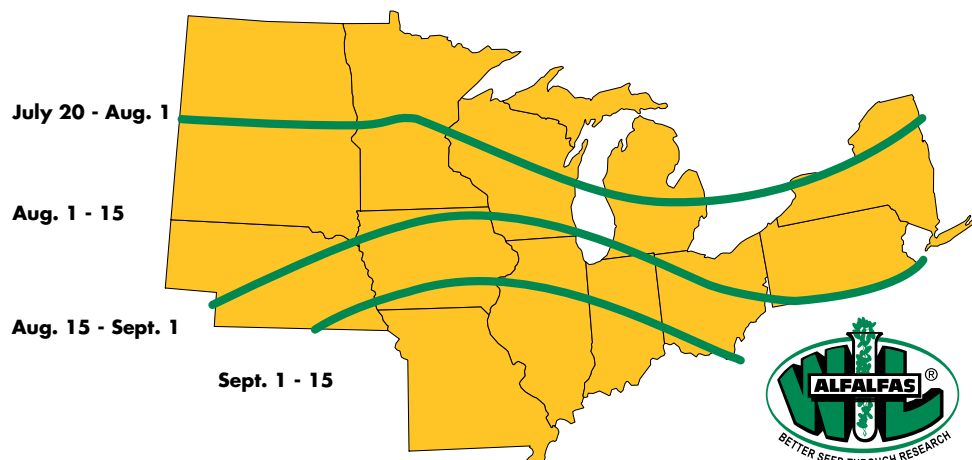 July 20 - Aug. 1
Aug. 1 - 15
Aug. 15 - Sept. 1
Sept. 1 - 15
WL
ALFALFAS ®
BETTER SEED THROUGH RESEARCH